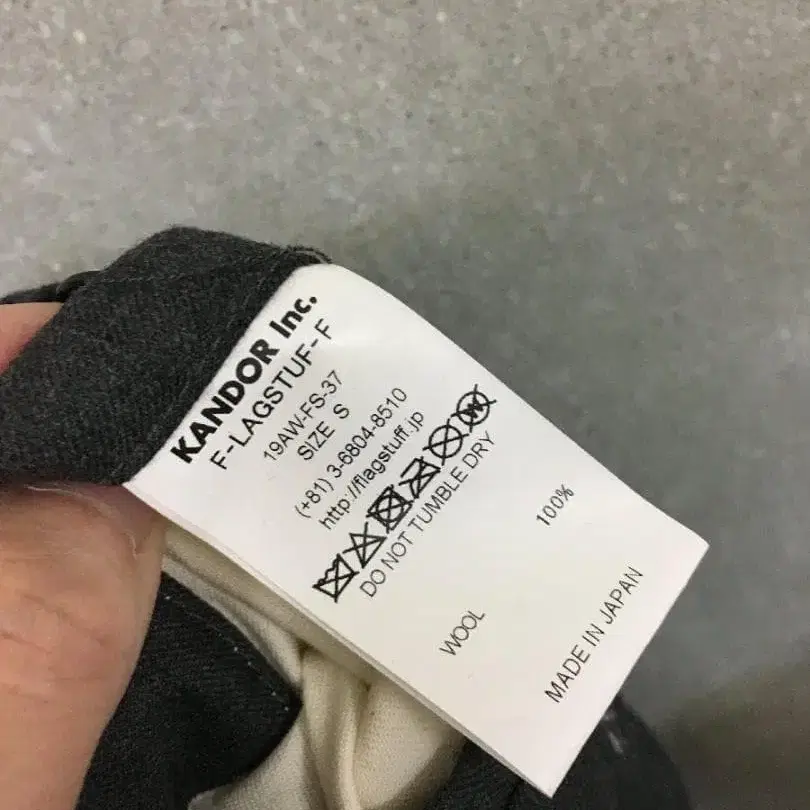 KANDOR Inc.
F-LAGSTUF-F
19AW-FS-37
SIZE S
(+81) 3-6804-8510
http://flagstuff.jp
W
DO NOT TUMBLE DRY
WOOL 100%
MADE IN JAPAN